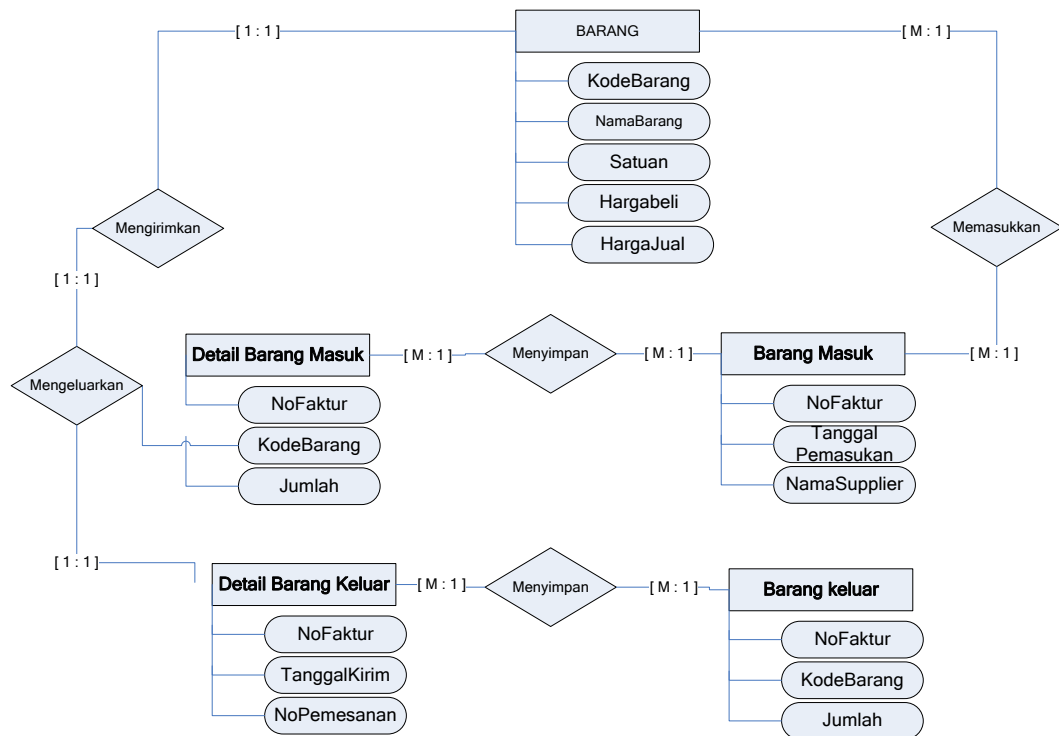 [ 1 : 1 ]
BARANG
[ M : 1 ]
KodeBarang
NamaBarang
Satuan
Hargabeli
HargaJual
Mengirimkan
Memasukkan
[ 1 : 1 ]
Detail Barang Masuk
[ M : 1 ]
Menyimpan
[ M : 1 ]
Barang Masuk
[ M : 1 ]
Mengeluarkan
NoFaktur
KodeBarang
Jumlah
NoFaktur
Tanggal
Pemasukan
NamaSupplier
[ 1 : 1 ]
Detail Barang Keluar
[ M : 1 ]
Menyimpan
[ M : 1 ]
Barang keluar
NoFaktur
TanggalKirim
NoPemesanan
NoFaktur
KodeBarang
Jumlah